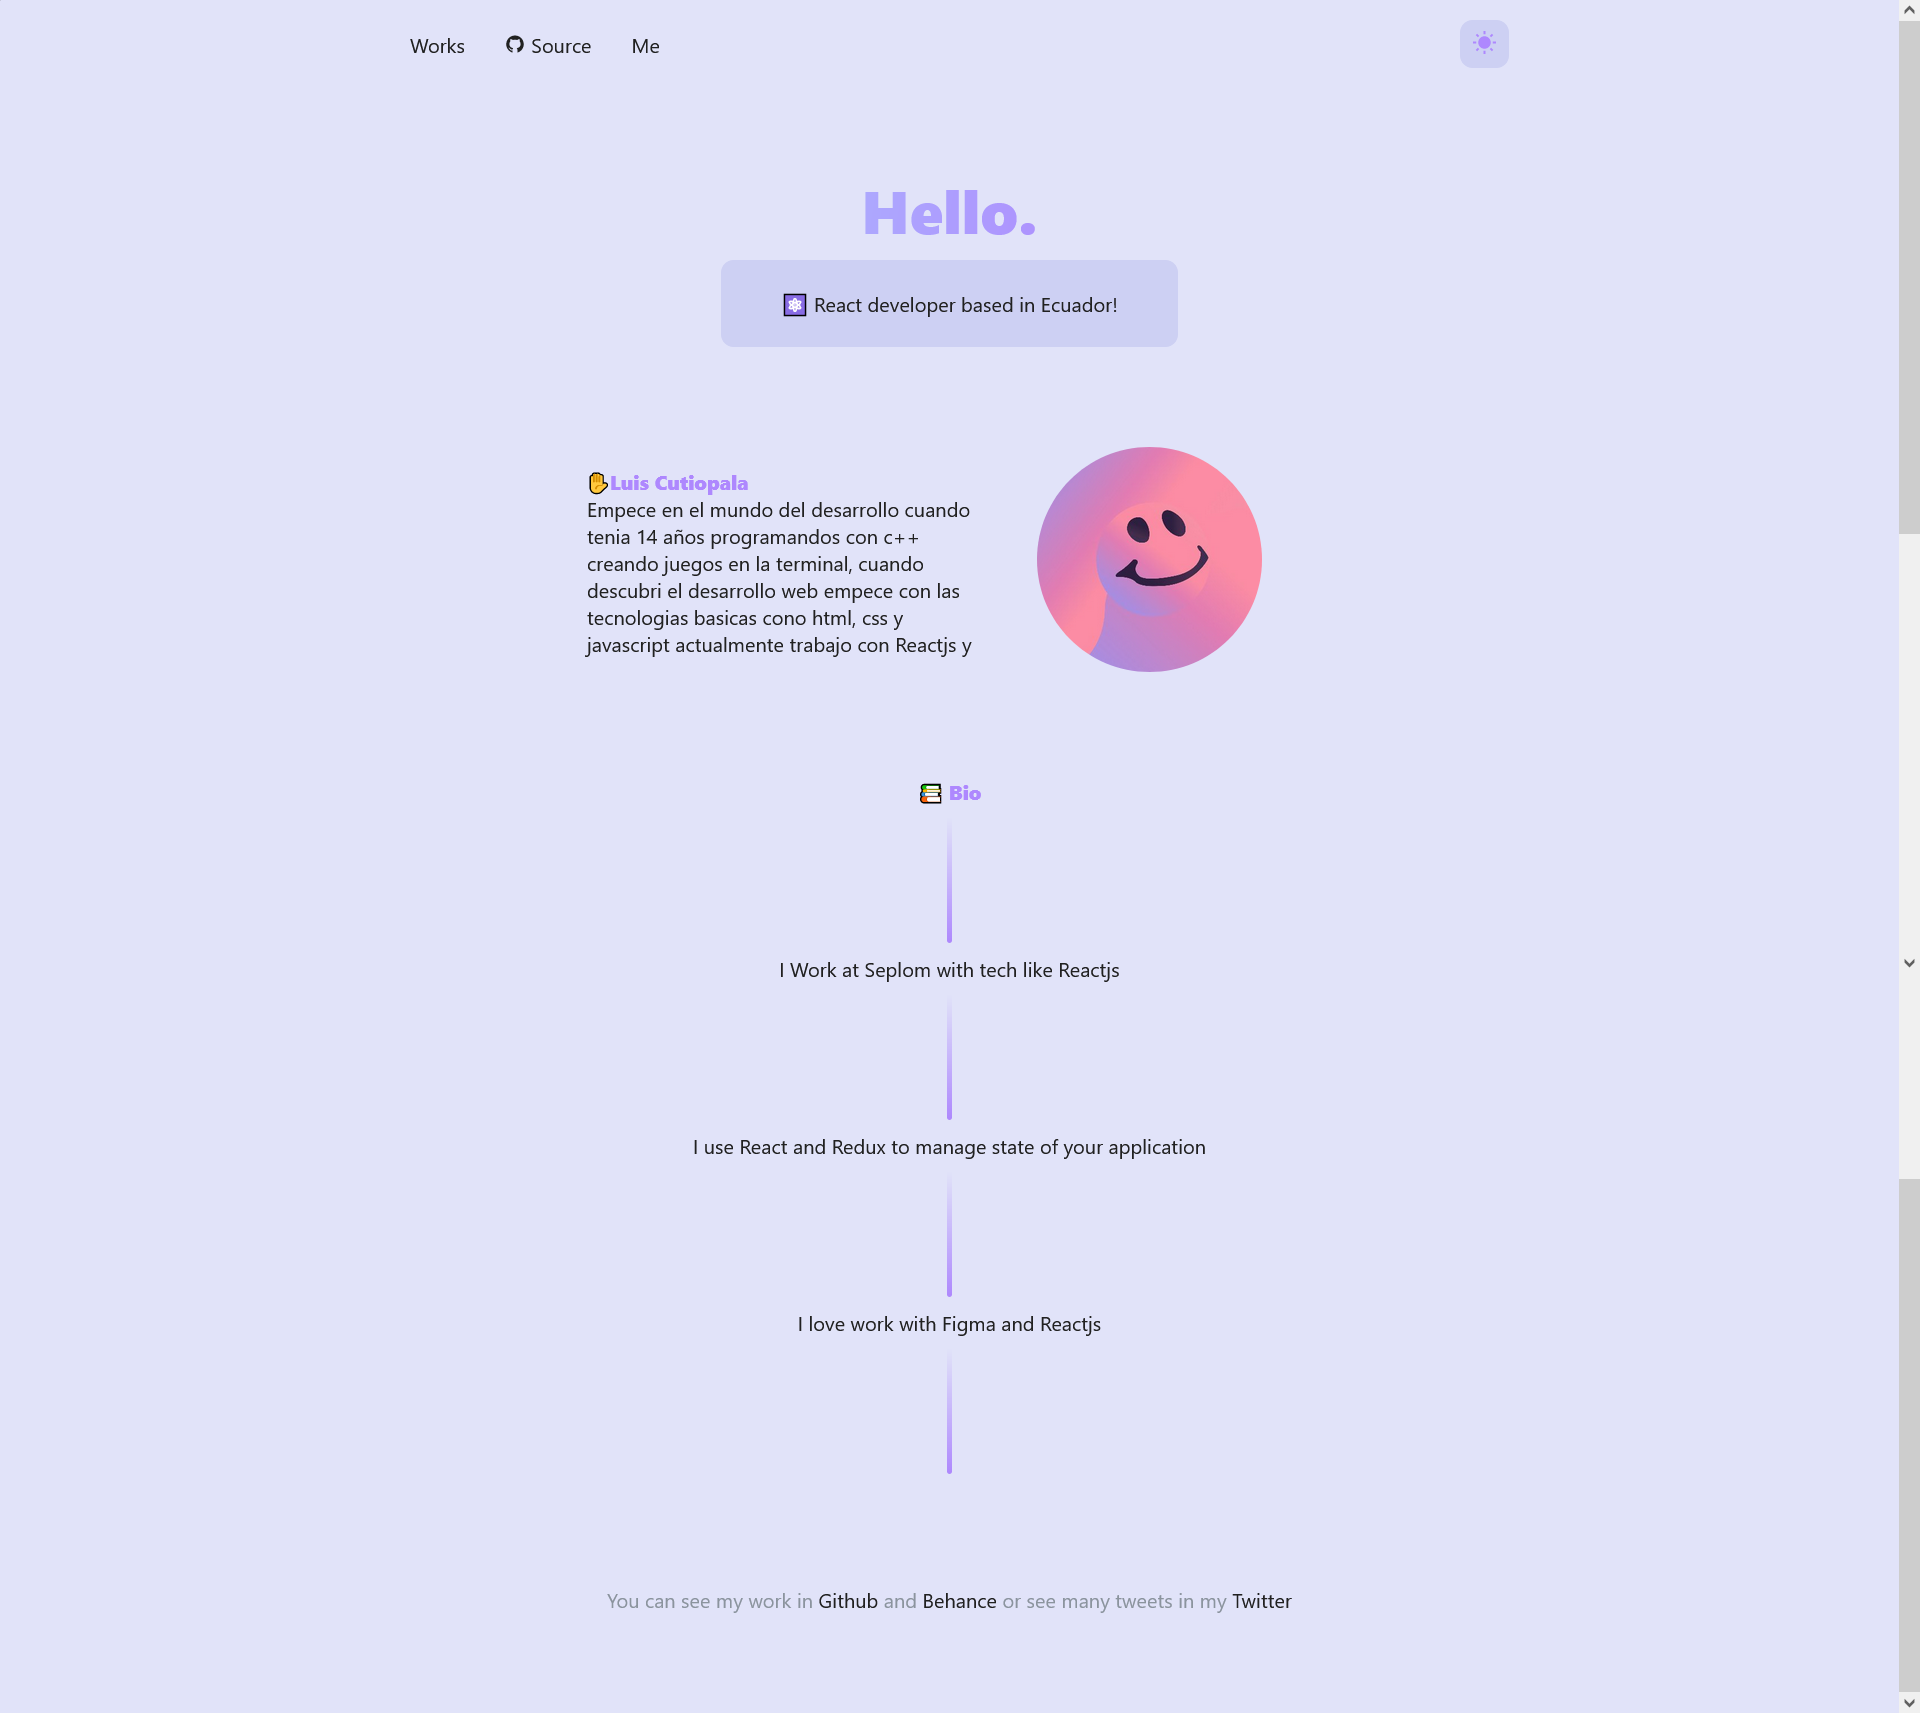 Works Source Me
Hello.
⚛ React developer based in Ecuador!
✋Luis Cutiopala
Empece en el mundo del desarrollo cuando
tenia 14 años programandos con c++
creando juegos en la terminal, cuando
descubri el desarrollo web empece con las
tecnologias basicas cono html, css y
javascript actualmente trabajo con Reactjs y
📚 Bio
I Work at Seplom with tech like Reactjs
I use React and Redux to manage state of your application
I love work with Figma and Reactjs
You can see my work in Github and Behance or see many tweets in my Twitter